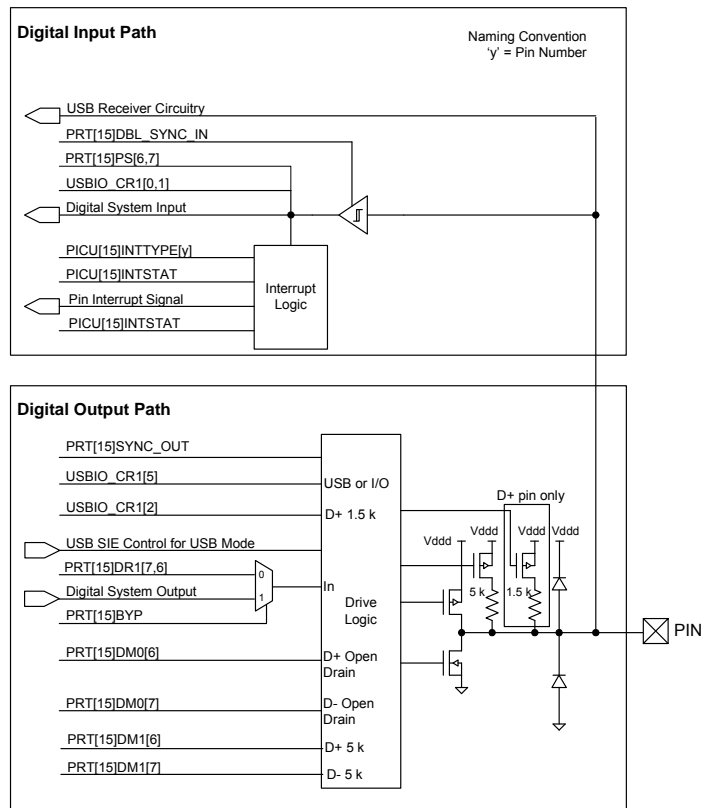 Digital Input Path
Naming Convention
'y' = Pin Number
USB Receiver Circuitry
PRT[15]DBL_SYNC_IN
PRT[15]PS[6,7]
USBIO_CR1[0,1]
Digital System Input
PICU[15]INTTYPE[y]
PICU[15]INTSTAT
Pin Interrupt Signal
PICU[15]INTSTAT
Interrupt
Logic
Digital Output Path
PRT[15]SYNC_OUT
USBIO_CR1[5]
USB or I/O
USBIO_CR1[2]
D+ 1.5 k
D+ pin only
USB SIE Control for USB Mode
Vddd
Vddd
Vddd
Vddd
PRT[15]DR1[7,6]
0
Digital System Output
1
In
5 k
1.5 k
PRT[15]BYP
Drive
Logic
PIN
PRT[15]DM0[6]
D+ Open
Drain
PRT[15]DM0[7]
D- Open
Drain
PRT[15]DM1[6]
D+ 5 k
PRT[15]DM1[7]
D- 5 k